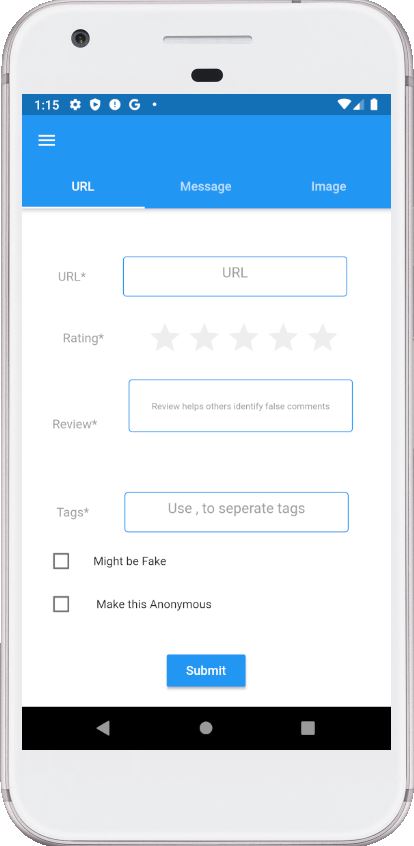 1:15
URL Message Image
URL* URL
Rating*
Review* Review helps others identify false comments
Tags* Use , to seperate tags
Might be Fake
Make this Anonymous
Submit